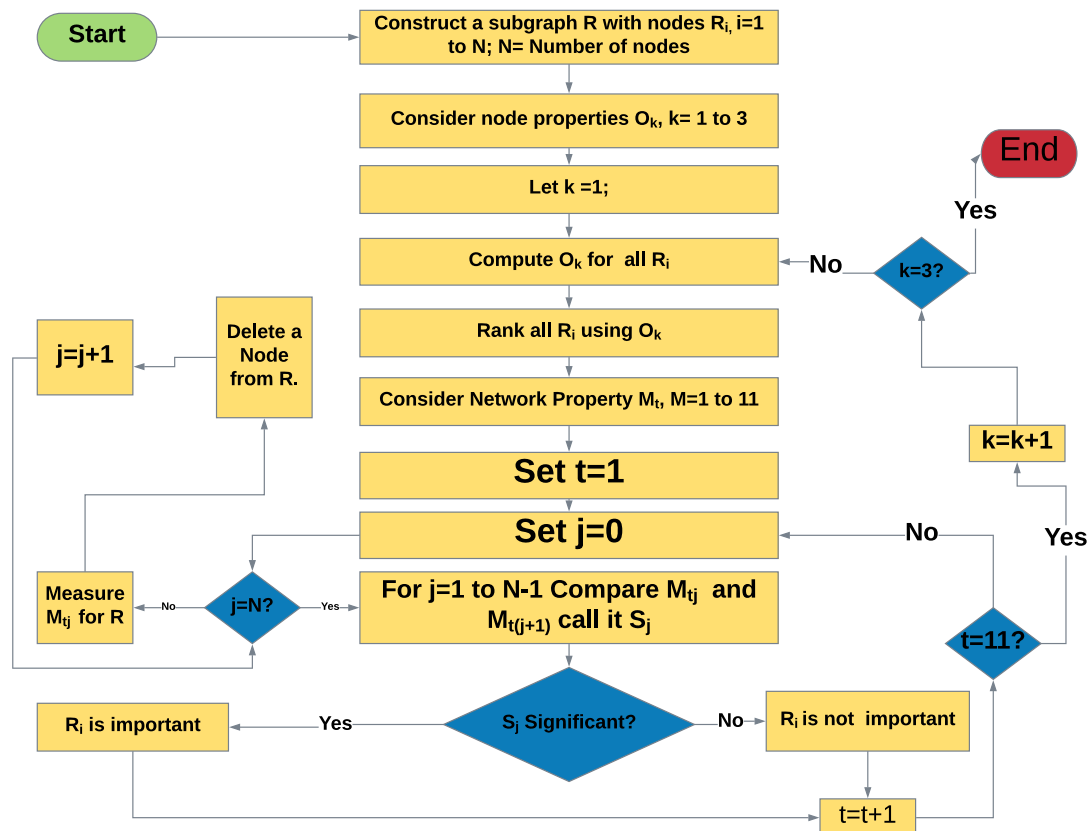 Start
Construct a subgraph R with nodes Rᵢ, i=1
to N; N= Number of nodes
Consider node properties Oₖ, k= 1 to 3
Let k =1;
Compute Oₖ for all Rᵢ
Rank all Rᵢ using Oₖ
Consider Network Property Mₜ, M=1 to 11
Set t=1
Set j=0
j=N?
No
Yes
Measure
Mₜⱼ for R
Delete a
Node
from R.
j=j+1
For j=1 to N-1 Compare Mₜⱼ and
Mₜ₍ⱼ₊₁₎ call it Sⱼ
Sⱼ Significant?
Yes
No
Rᵢ is important
Rᵢ is not important
t=t+1
t=11?
No
Yes
k=k+1
k=3?
No
Yes
End